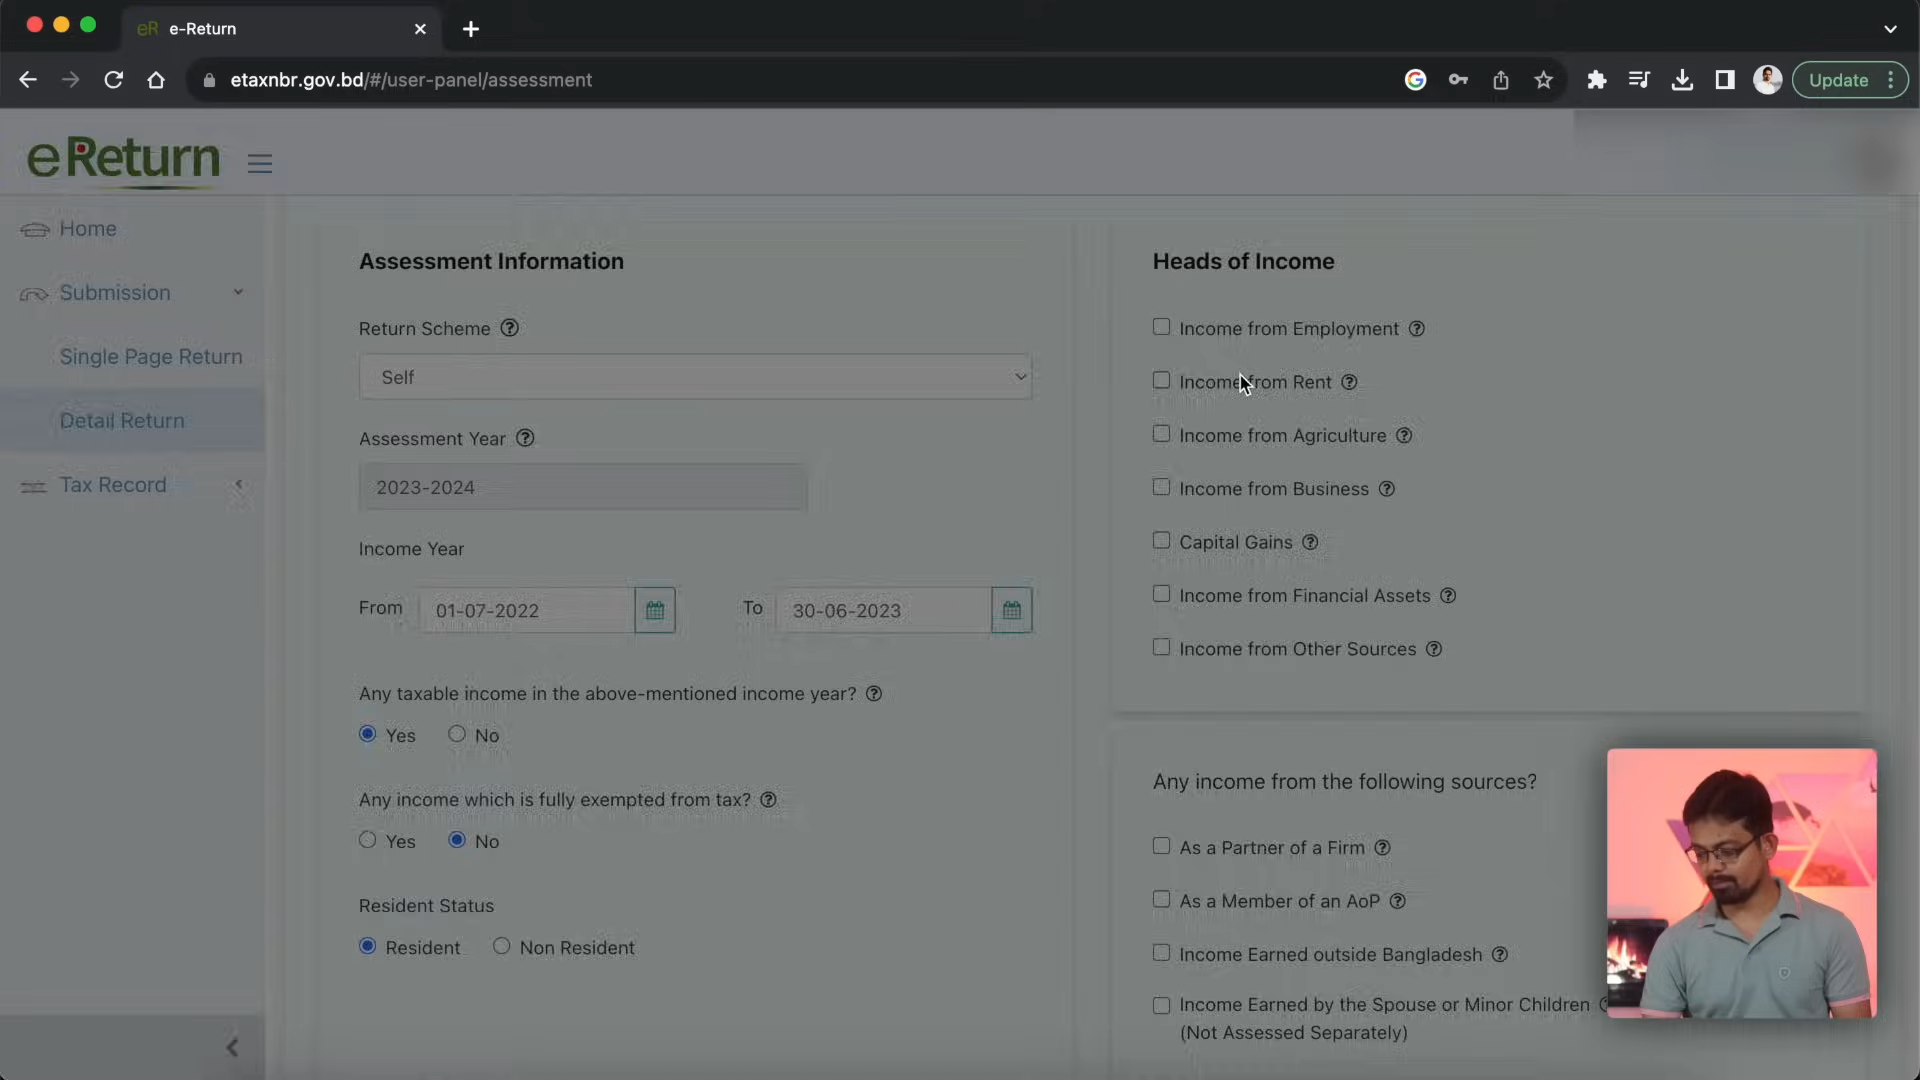 eR e-Return
etaxnbr.gov.bd/#/user-panel/assessment
Update
eReturn
Home
Submission
Single Page Return
Detail Return
Tax Record
Assessment Information
Return Scheme
Self
Assessment Year
2023-2024
Income Year
From 01-07-2022 To 30-06-2023
Any taxable income in the above-mentioned income year?
Yes No
Any income which is fully exempted from tax?
Yes No
Resident Status
Resident Non Resident
Heads of Income
Income from Employment
Income from Rent
Income from Agriculture
Income from Business
Capital Gains
Income from Financial Assets
Income from Other Sources
Any income from the following sources?
As a Partner of a Firm
As a Member of an AoP
Income Earned outside Bangladesh
Income Earned by the Spouse or Minor Children
(Not Assessed Separately)